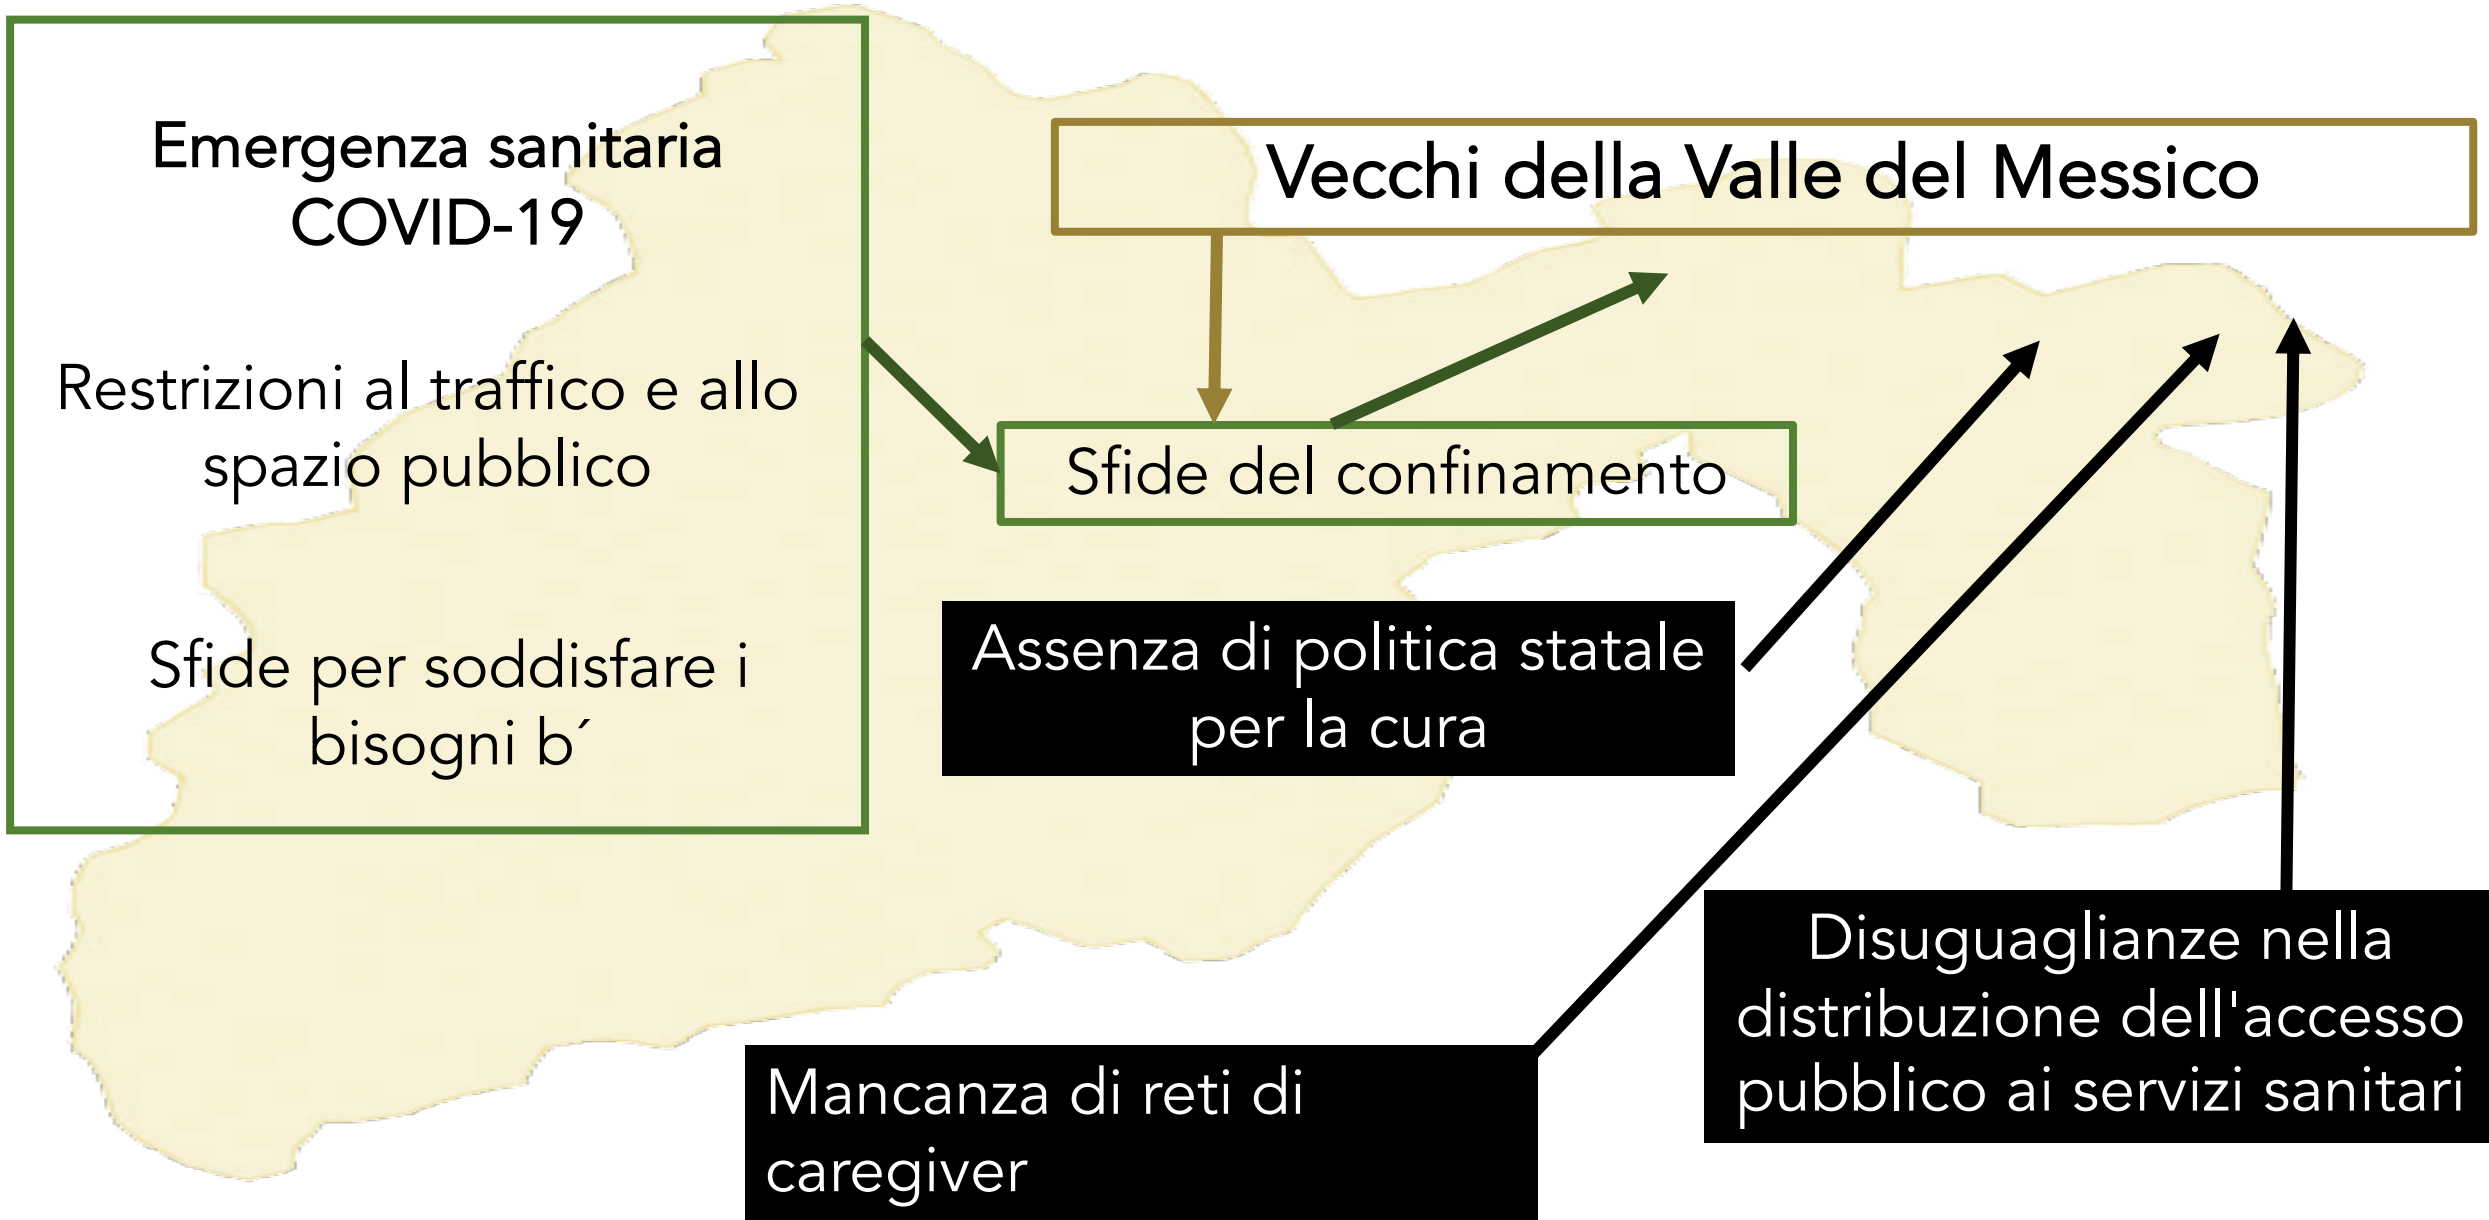 Emergenza sanitaria
COVID-19
Restrizioni al traffico e allo
spazio pubblico
Sfide per soddisfare i
bisogni b´
Vecchi della Valle del Messico
Sfide del confinamento
Assenza di politica statale
per la cura
Mancanza di reti di
caregiver
Disuguaglianze nella
distribuzione dell'accesso
pubblico ai servizi sanitari